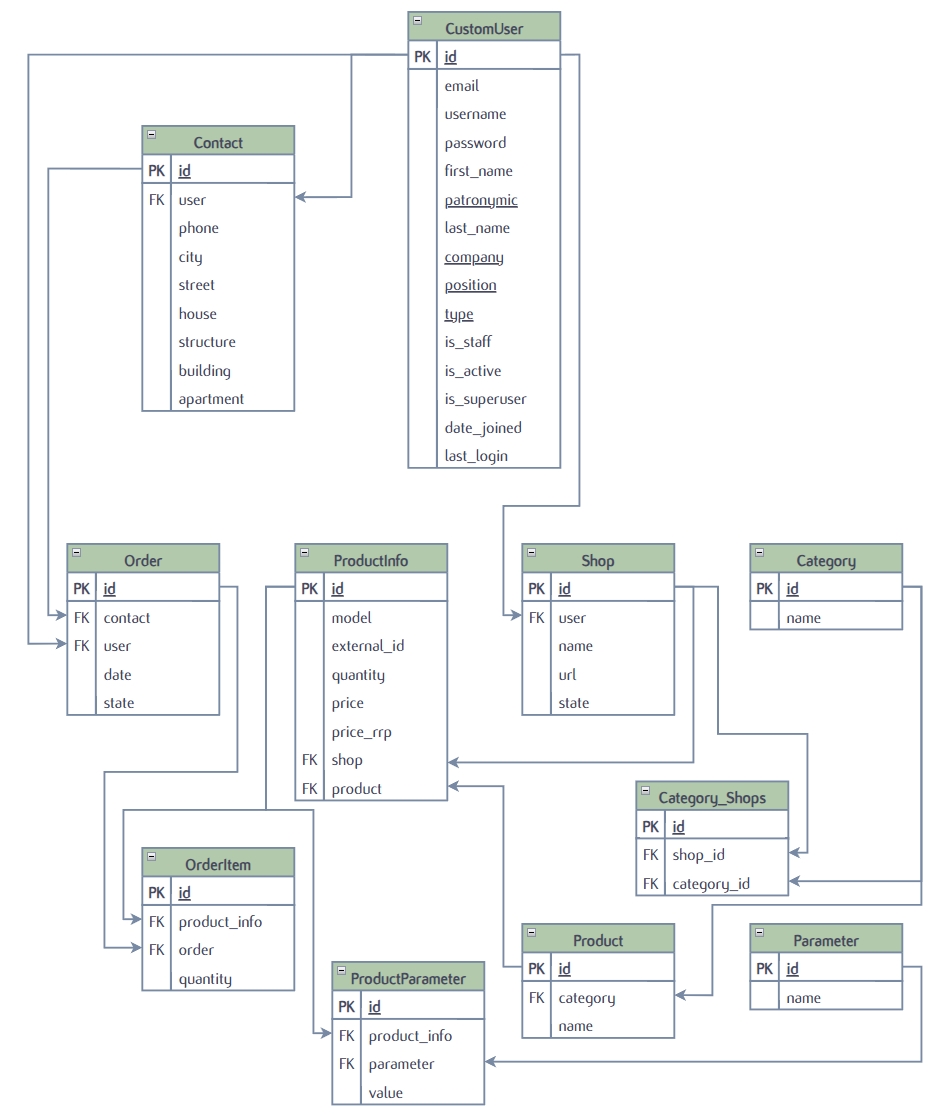 CustomUser
PK id
email
username
password
first_name
patronymic
last_name
company
position
type
is_staff
is_active
is_superuser
date_joined
last_login
Contact
PK id
FK user
phone
city
street
house
structure
building
apartment
Order
PK id
FK contact
FK user
date
state
ProductInfo
PK id
model
external_id
quantity
price
price_rrp
FK shop
FK product
Shop
PK id
FK user
name
url
state
Category
PK id
name
Category_Shops
PK id
FK shop_id
FK category_id
OrderItem
PK id
FK product_info
FK order
quantity
ProductParameter
PK id
FK product_info
FK parameter
value
Product
PK id
FK category
name
Parameter
PK id
name